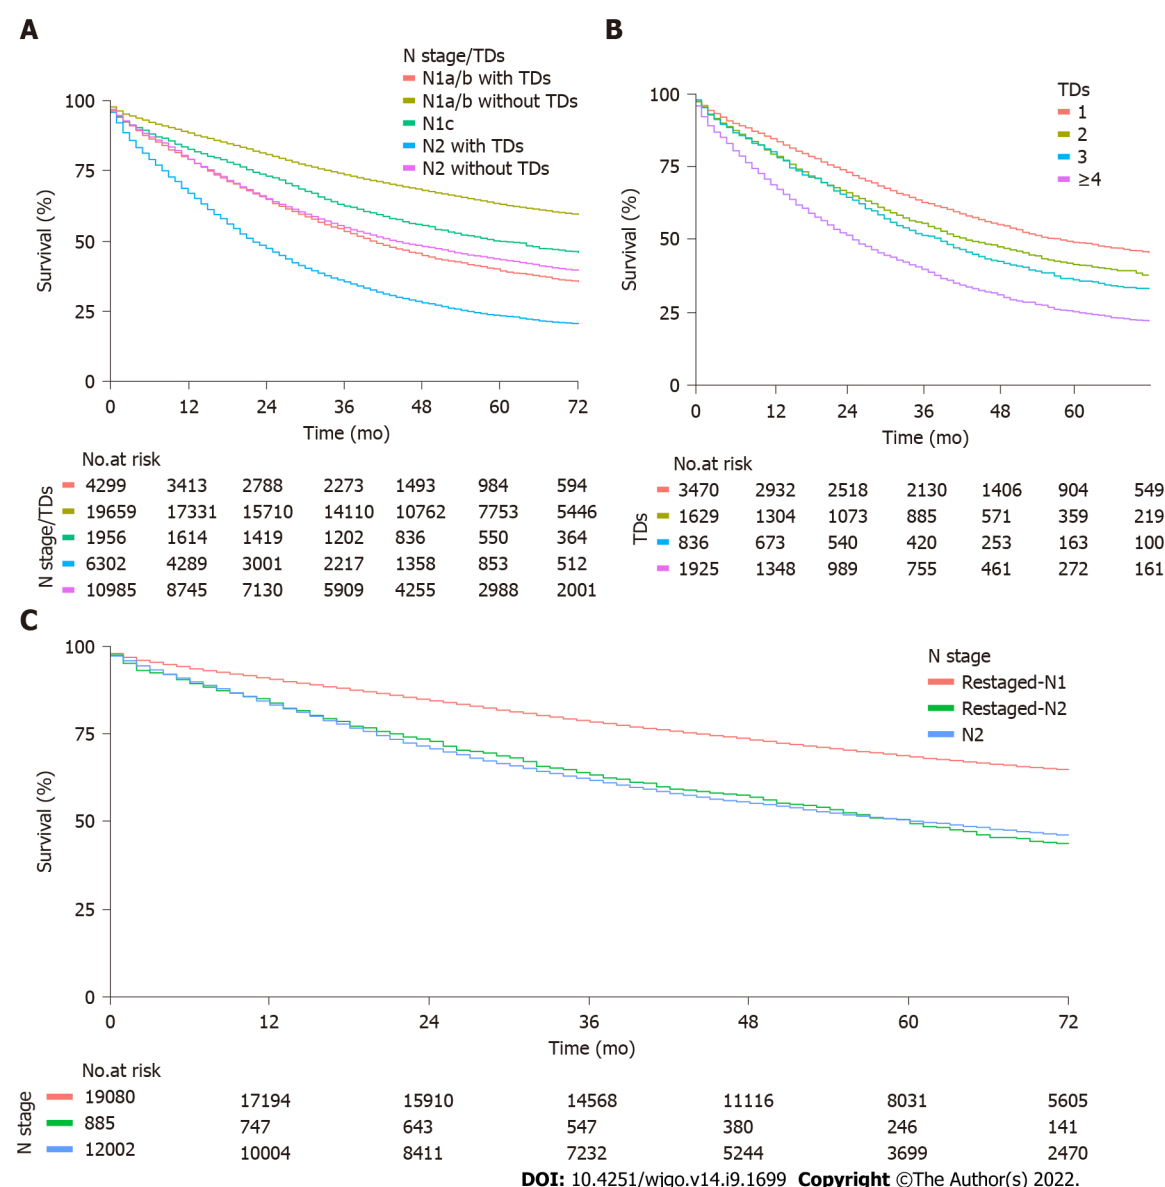 A
N stage/TDs
N1a/b with TDs
N1a/b without TDs
N1c
N2 with TDs
N2 without TDs
100
75
50
25
0
Survival (%)
0 12 24 36 48 60 72
Time (mo)
No.at risk
N stage/TDs
4299 3413 2788 2273 1493 984 594
19659 17331 15710 14110 10762 7753 5446
1956 1614 1419 1202 836 550 364
6302 4289 3001 2217 1358 853 512
10985 8745 7130 5909 4255 2988 2001
B
TDs
1
2
3
≥4
100
75
50
25
0
Survival (%)
0 12 24 36 48 60
Time (mo)
No.at risk
TDs
3470 2932 2518 2130 1406 904 549
1629 1304 1073 885 571 359 219
836 673 540 420 253 163 100
1925 1348 989 755 461 272 161
C
N stage
Restaged-N1
Restaged-N2
N2
100
75
50
25
0
Survival (%)
0 12 24 36 48 60 72
Time (mo)
No.at risk
N stage
19080 17194 15910 14568 11116 8031 5605
885 747 643 547 380 246 141
12002 10004 8411 7232 5244 3699 2470
DOI: 10.4251/wjgo.v14.i9.1699 Copyright ©The Author(s) 2022.